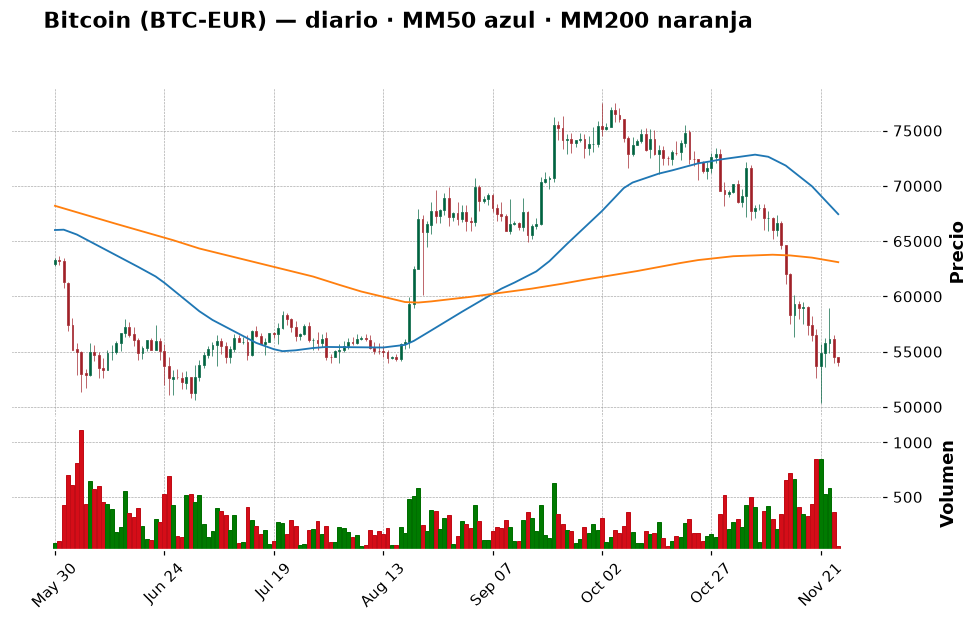 Bitcoin (BTC-EUR) — diario · MM50 azul · MM200 naranja
75000
70000
65000
60000
55000
50000
Precio
1000
500
Volumen
May 30
Jun 24
Jul 19
Aug 13
Sep 07
Oct 02
Oct 27
Nov 21